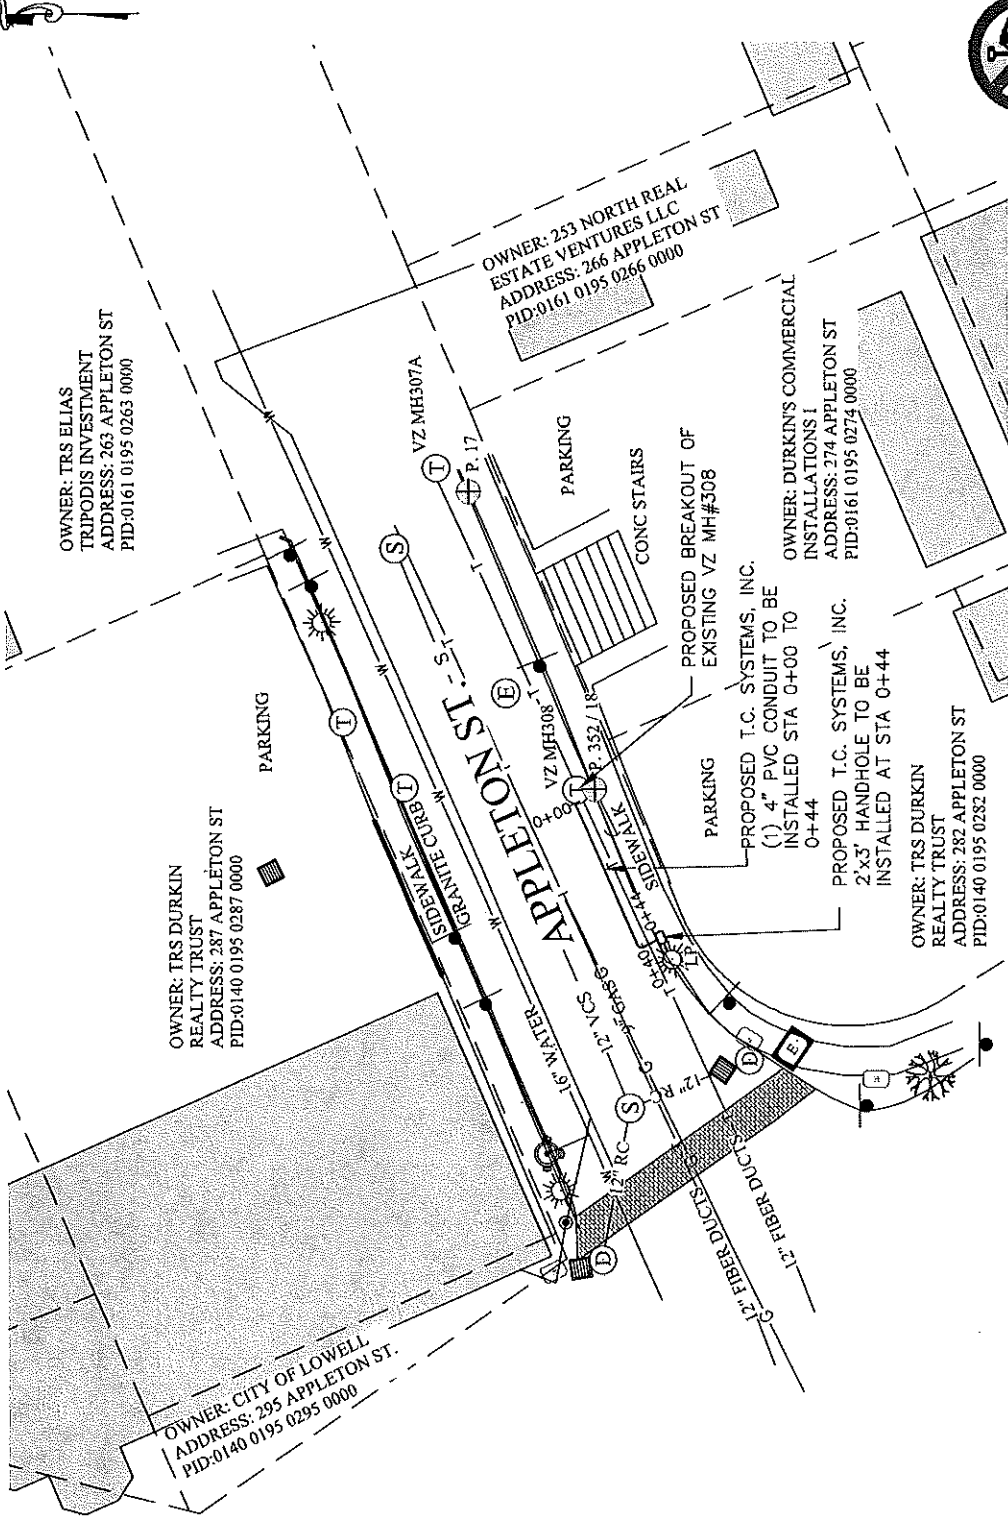 OWNER: TRS ELIAS
TRIPODIS INVESTMENT
ADDRESS: 263 APPLETON ST
PID:0161 0195 0263 0000
OWNER: 253 NORTH REAL
ESTATE VENTURES LLC
ADDRESS: 266 APPLETON ST
PID:0161 0195 0266 0000
OWNER: TRS DURKIN
REALTY TRUST
ADDRESS: 287 APPLETON ST
PID:0140 0195 0287 0000
PARKING
SIDEWALK
GRANITE CURB
W
W
W
W
W
W
T
T
S
S T
VZ MH307A
T
P. 17
T
E
APPLETON ST.
VZ MH308
T
T
P. 352 / 18
0+00
PARKING
CONC STAIRS
PROPOSED BREAKOUT OF
EXISTING VZ MH#308
OWNER: DURKIN'S COMMERCIAL
INSTALLATIONS I
ADDRESS: 274 APPLETON ST
PID:0161 0195 0274 0000
PARKING
PROPOSED T.C. SYSTEMS, INC.
(1) 4" PVC CONDUIT TO BE
INSTALLED STA 0+00 TO
0+44
PROPOSED T.C. SYSTEMS, INC.
2'x3' HANDHOLE TO BE
INSTALLED AT STA 0+44
OWNER: TRS DURKIN
REALTY TRUST
ADDRESS: 282 APPLETON ST
PID:0140 0195 0282 0000
SIDEWALK
0+44
T 0+40
LP
16" WATER
12" VCS
GAS G
G
12" RC
S
12" RC
D
D
E
12" FIBER DUCTS
12" FIBER DUCTS
G
OWNER: CITY OF LOWELL
ADDRESS: 295 APPLETON ST.
PID:0140 0195 0295 0000